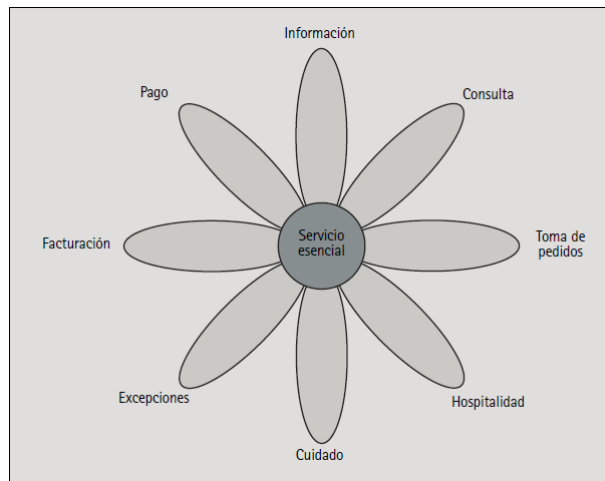 Información
Pago
Consulta
Facturación
Servicio
esencial
Toma de
pedidos
Excepciones
Hospitalidad
Cuidado